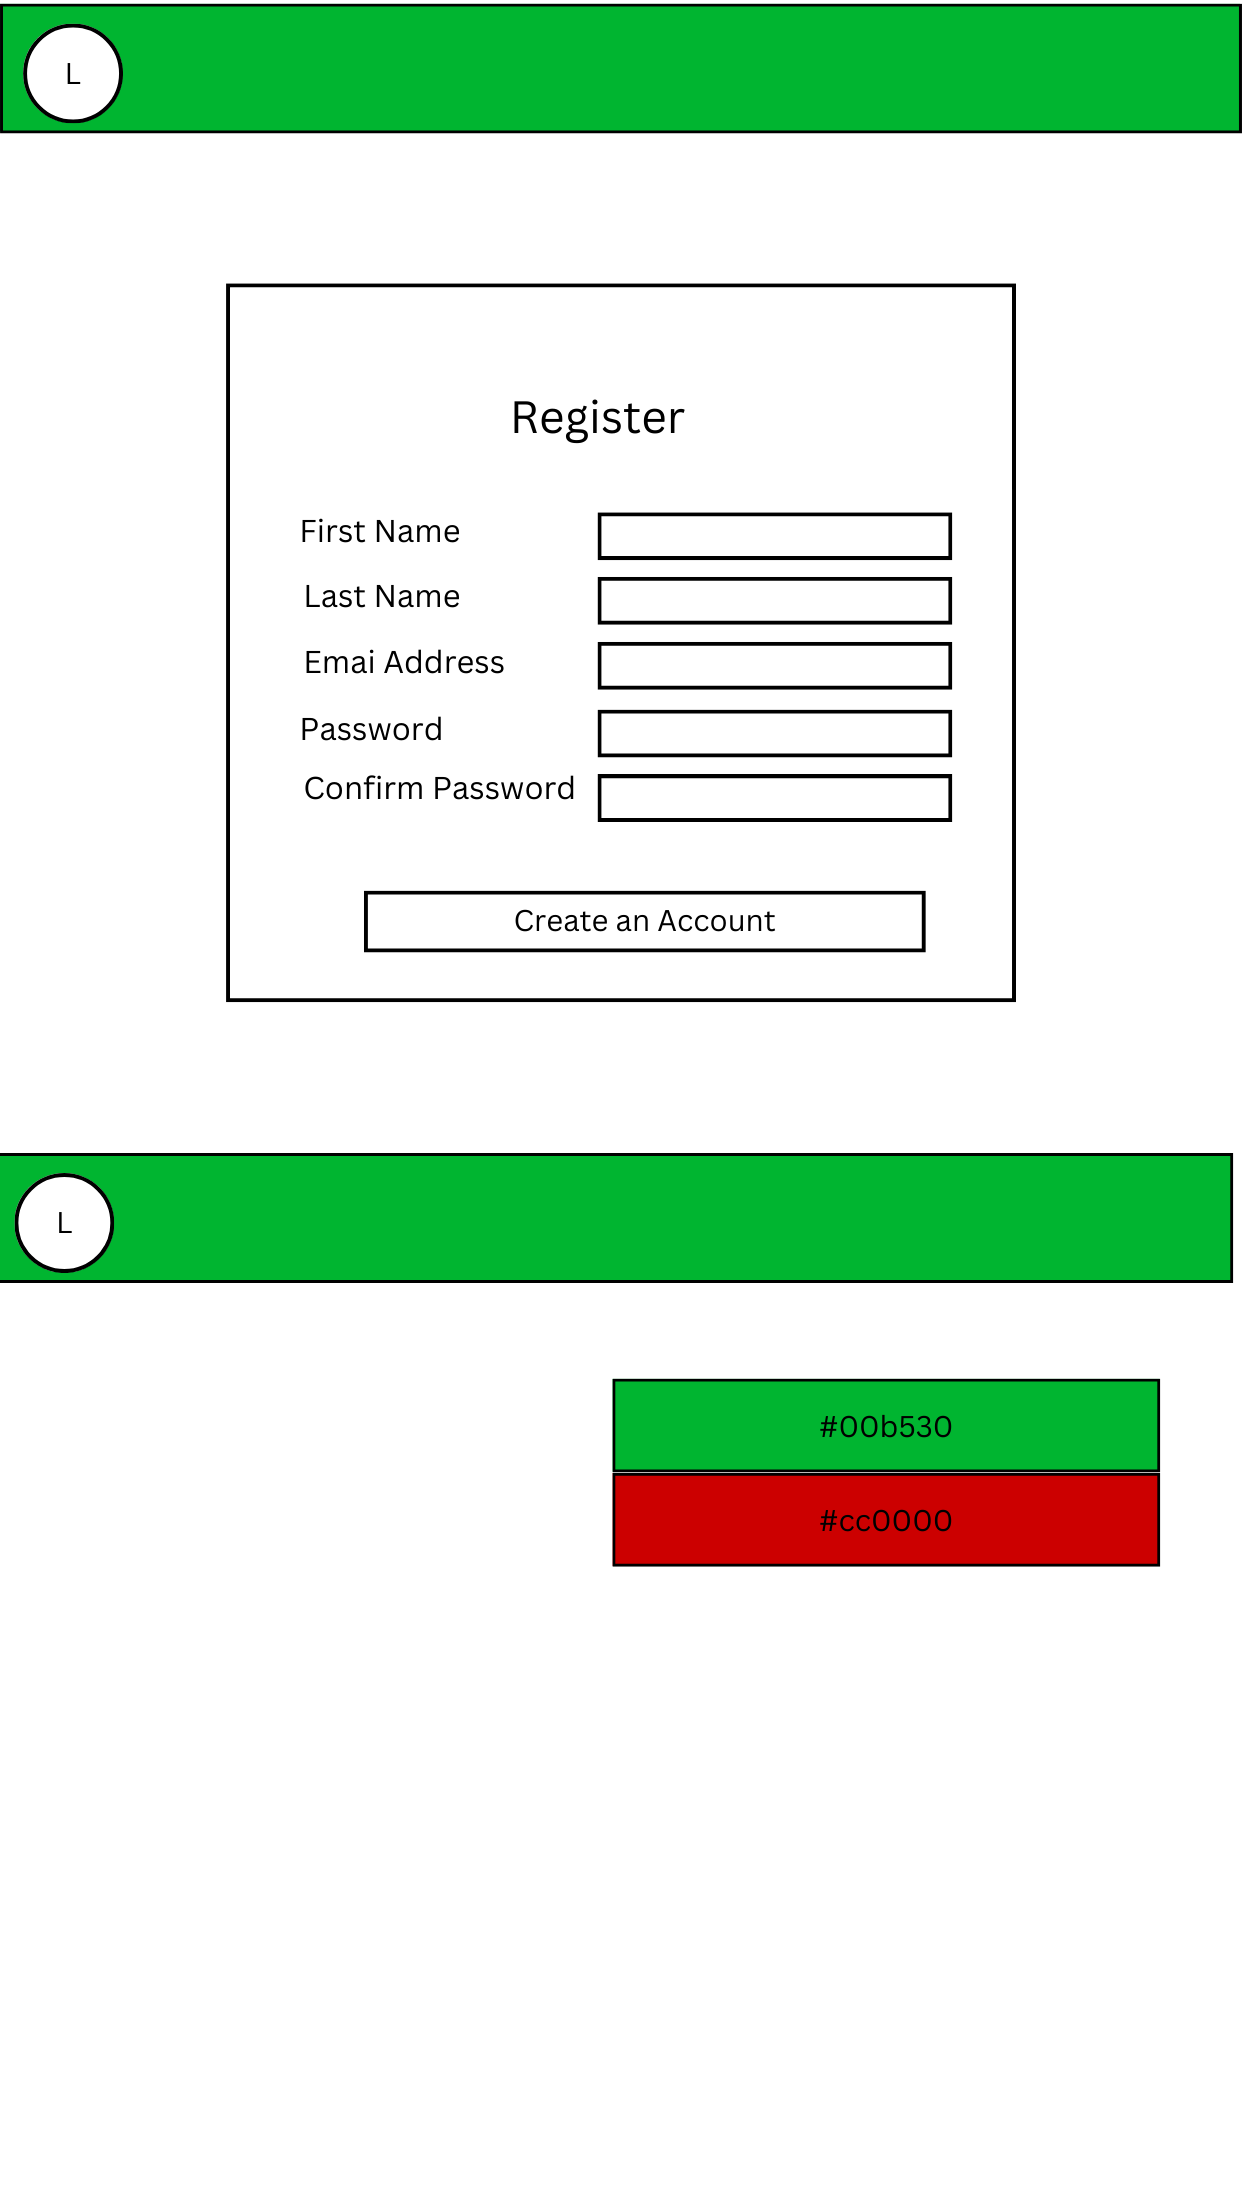 L
Register
First Name
Last Name
Emai Address
Password
Confirm Password
Create an Account
L
#00b530
#cc0000